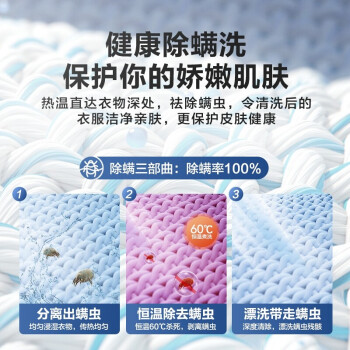 健康除螨洗
保护你的娇嫩肌肤
热温直达衣物深处，祛除螨虫，令清洗后的
衣服洁净亲肤，更保护皮肤健康
除螨三部曲：除螨率100%
1
2
3
60℃
恒温高洗
分离出螨虫
恒温除去螨虫
漂洗带走螨虫
均匀浸湿衣物，传热均匀
恒温60℃杀死，剥离螨虫
深度清除，漂洗螨虫残骸